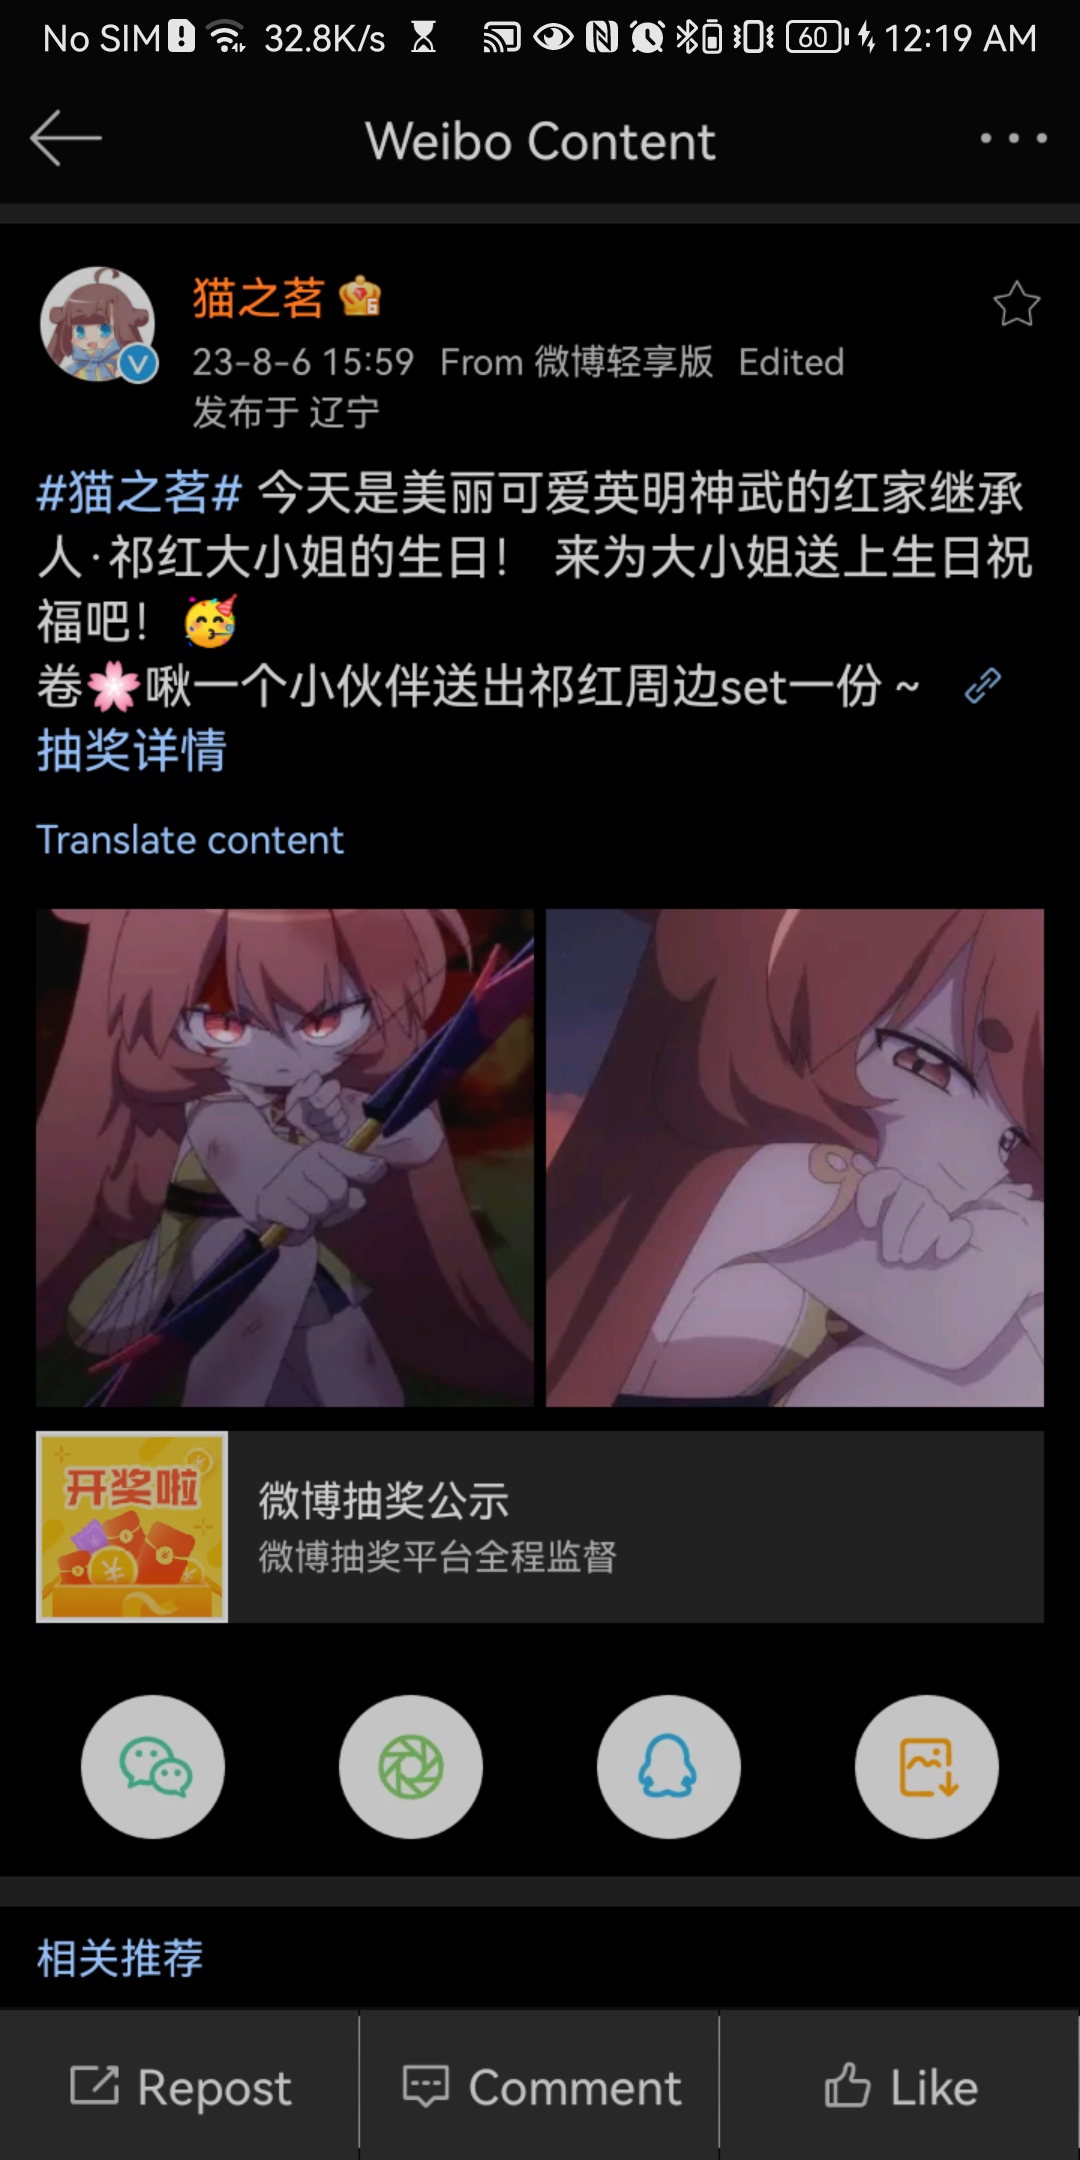 No SIM 32.8K/s 60 12:19 AM
Weibo Content
猫之茗 6
23-8-6 15:59 From 微博轻享版 Edited
发布于 辽宁
#猫之茗# 今天是美丽可爱英明神武的红家继承
人·祁红大小姐的生日! 来为大小姐送上生日祝
福吧! 🥳
卷🌸啾一个小伙伴送出祁红周边set一份 ~
抽奖详情
Translate content
开奖啦
微博抽奖公示
微博抽奖平台全程监督
相关推荐
Repost Comment Like